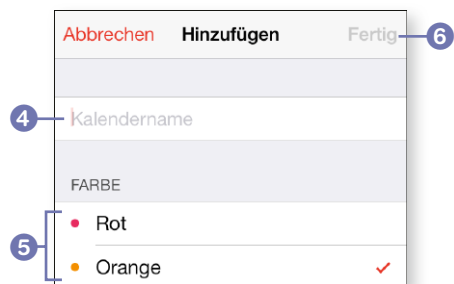 Abbrechen Hinzufügen Fertig 6
4 Kalendername
FARBE
Rot
5
Orange